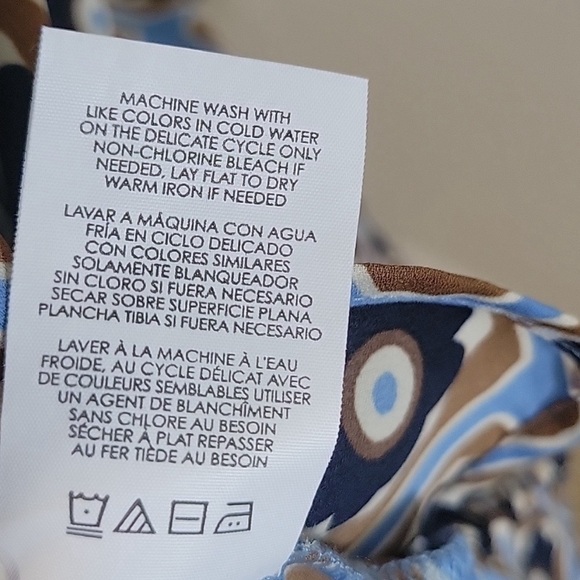 MACHINE WASH WITH
LIKE COLORS IN COLD WATER
ON THE DELICATE CYCLE ONLY
NON-CHLORINE BLEACH IF
NEEDED, LAY FLAT TO DRY
WARM IRON IF NEEDED
LAVAR A MÁQUINA CON AGUA
FRÍA EN CICLO DELICADO
CON COLORES SIMILARES
SOLAMENTE BLANQUEADOR
SIN CLORO SI FUERA NECESARIO
SECAR SOBRE SUPERFICIE PLANA
PLANCHA TIBIA SI FUERA NECESARIO
LAVER À LA MACHINE À L'EAU
FROIDE, AU CYCLE DÉLICAT AVEC
DE COULEURS SEMBLABLES UTILISER
UN AGENT DE BLANCHÎMENT
SANS CHLORE AU BESOIN
SÉCHER À PLAT REPASSER
AU FER TIÈDE AU BESOIN